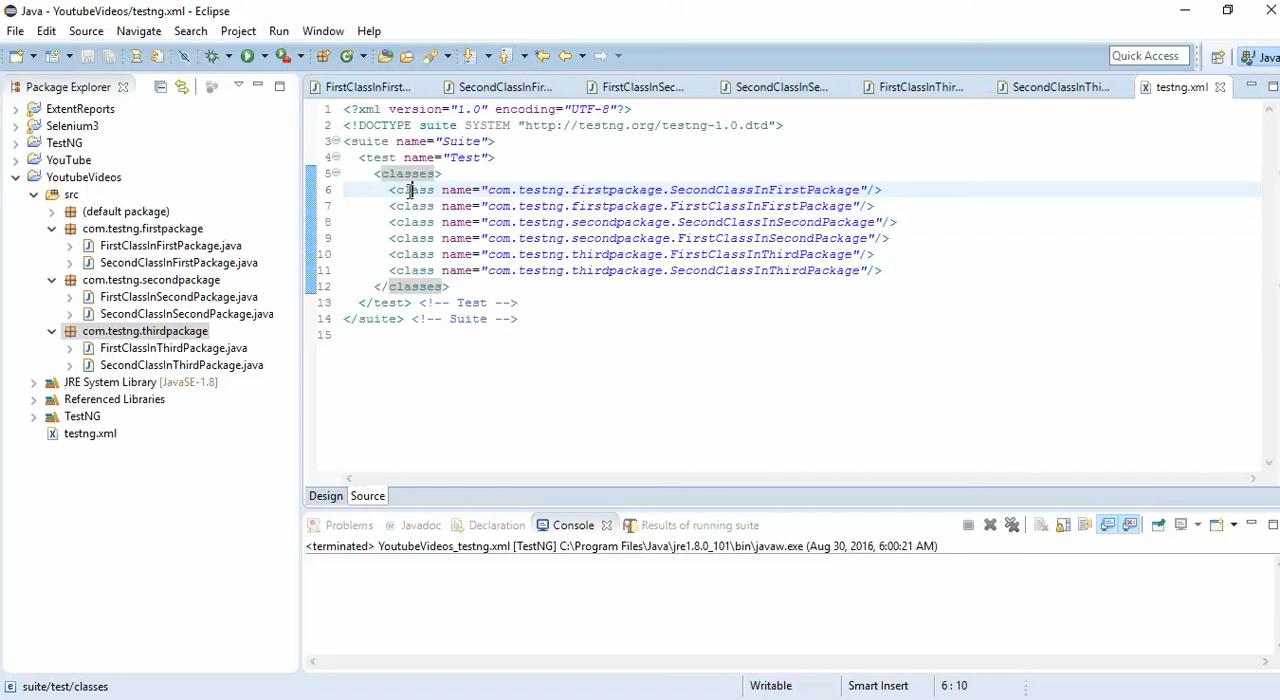 Java - YoutubeVideos/testng.xml - Eclipse
File Edit Source Navigate Search Project Run Window Help
Quick Access Java
Package Explorer
FirstClassInFirst... SecondClassInFir... FirstClassInSec... SecondClassInSe... FirstClassInThir... SecondClassInThi... testng.xml
ExtentReports
Selenium3
TestNG
YouTube
YoutubeVideos
src
(default package)
com.testng.firstpackage
FirstClassInFirstPackage.java
SecondClassInFirstPackage.java
com.testng.secondpackage
FirstClassInSecondPackage.java
SecondClassInSecondPackage.java
com.testng.thirdpackage
FirstClassInThirdPackage.java
SecondClassInThirdPackage.java
JRE System Library [JavaSE-1.8]
Referenced Libraries
TestNG
testng.xml
1 <?xml version="1.0" encoding="UTF-8"?>
2 <!DOCTYPE suite SYSTEM "http://testng.org/testng-1.0.dtd">
3 <suite name="Suite">
4 <test name="Test">
5 <classes>
6 <class name="com.testng.firstpackage.SecondClassInFirstPackage"/>
7 <class name="com.testng.firstpackage.FirstClassInFirstPackage"/>
8 <class name="com.testng.secondpackage.SecondClassInSecondPackage"/>
9 <class name="com.testng.secondpackage.FirstClassInSecondPackage"/>
10 <class name="com.testng.thirdpackage.FirstClassInThirdPackage"/>
11 <class name="com.testng.thirdpackage.SecondClassInThirdPackage"/>
12 </classes>
13 </test> <!-- Test -->
14 </suite> <!-- Suite -->
15
Design Source
Problems Javadoc Declaration Console Results of running suite
<terminated> YoutubeVideos_testng.xml [TestNG] C:\Program Files\Java\jre1.8.0_101\bin\javaw.exe (Aug 30, 2016, 6:00:21 AM)
suite/test/classes Writable Smart Insert 6 : 10